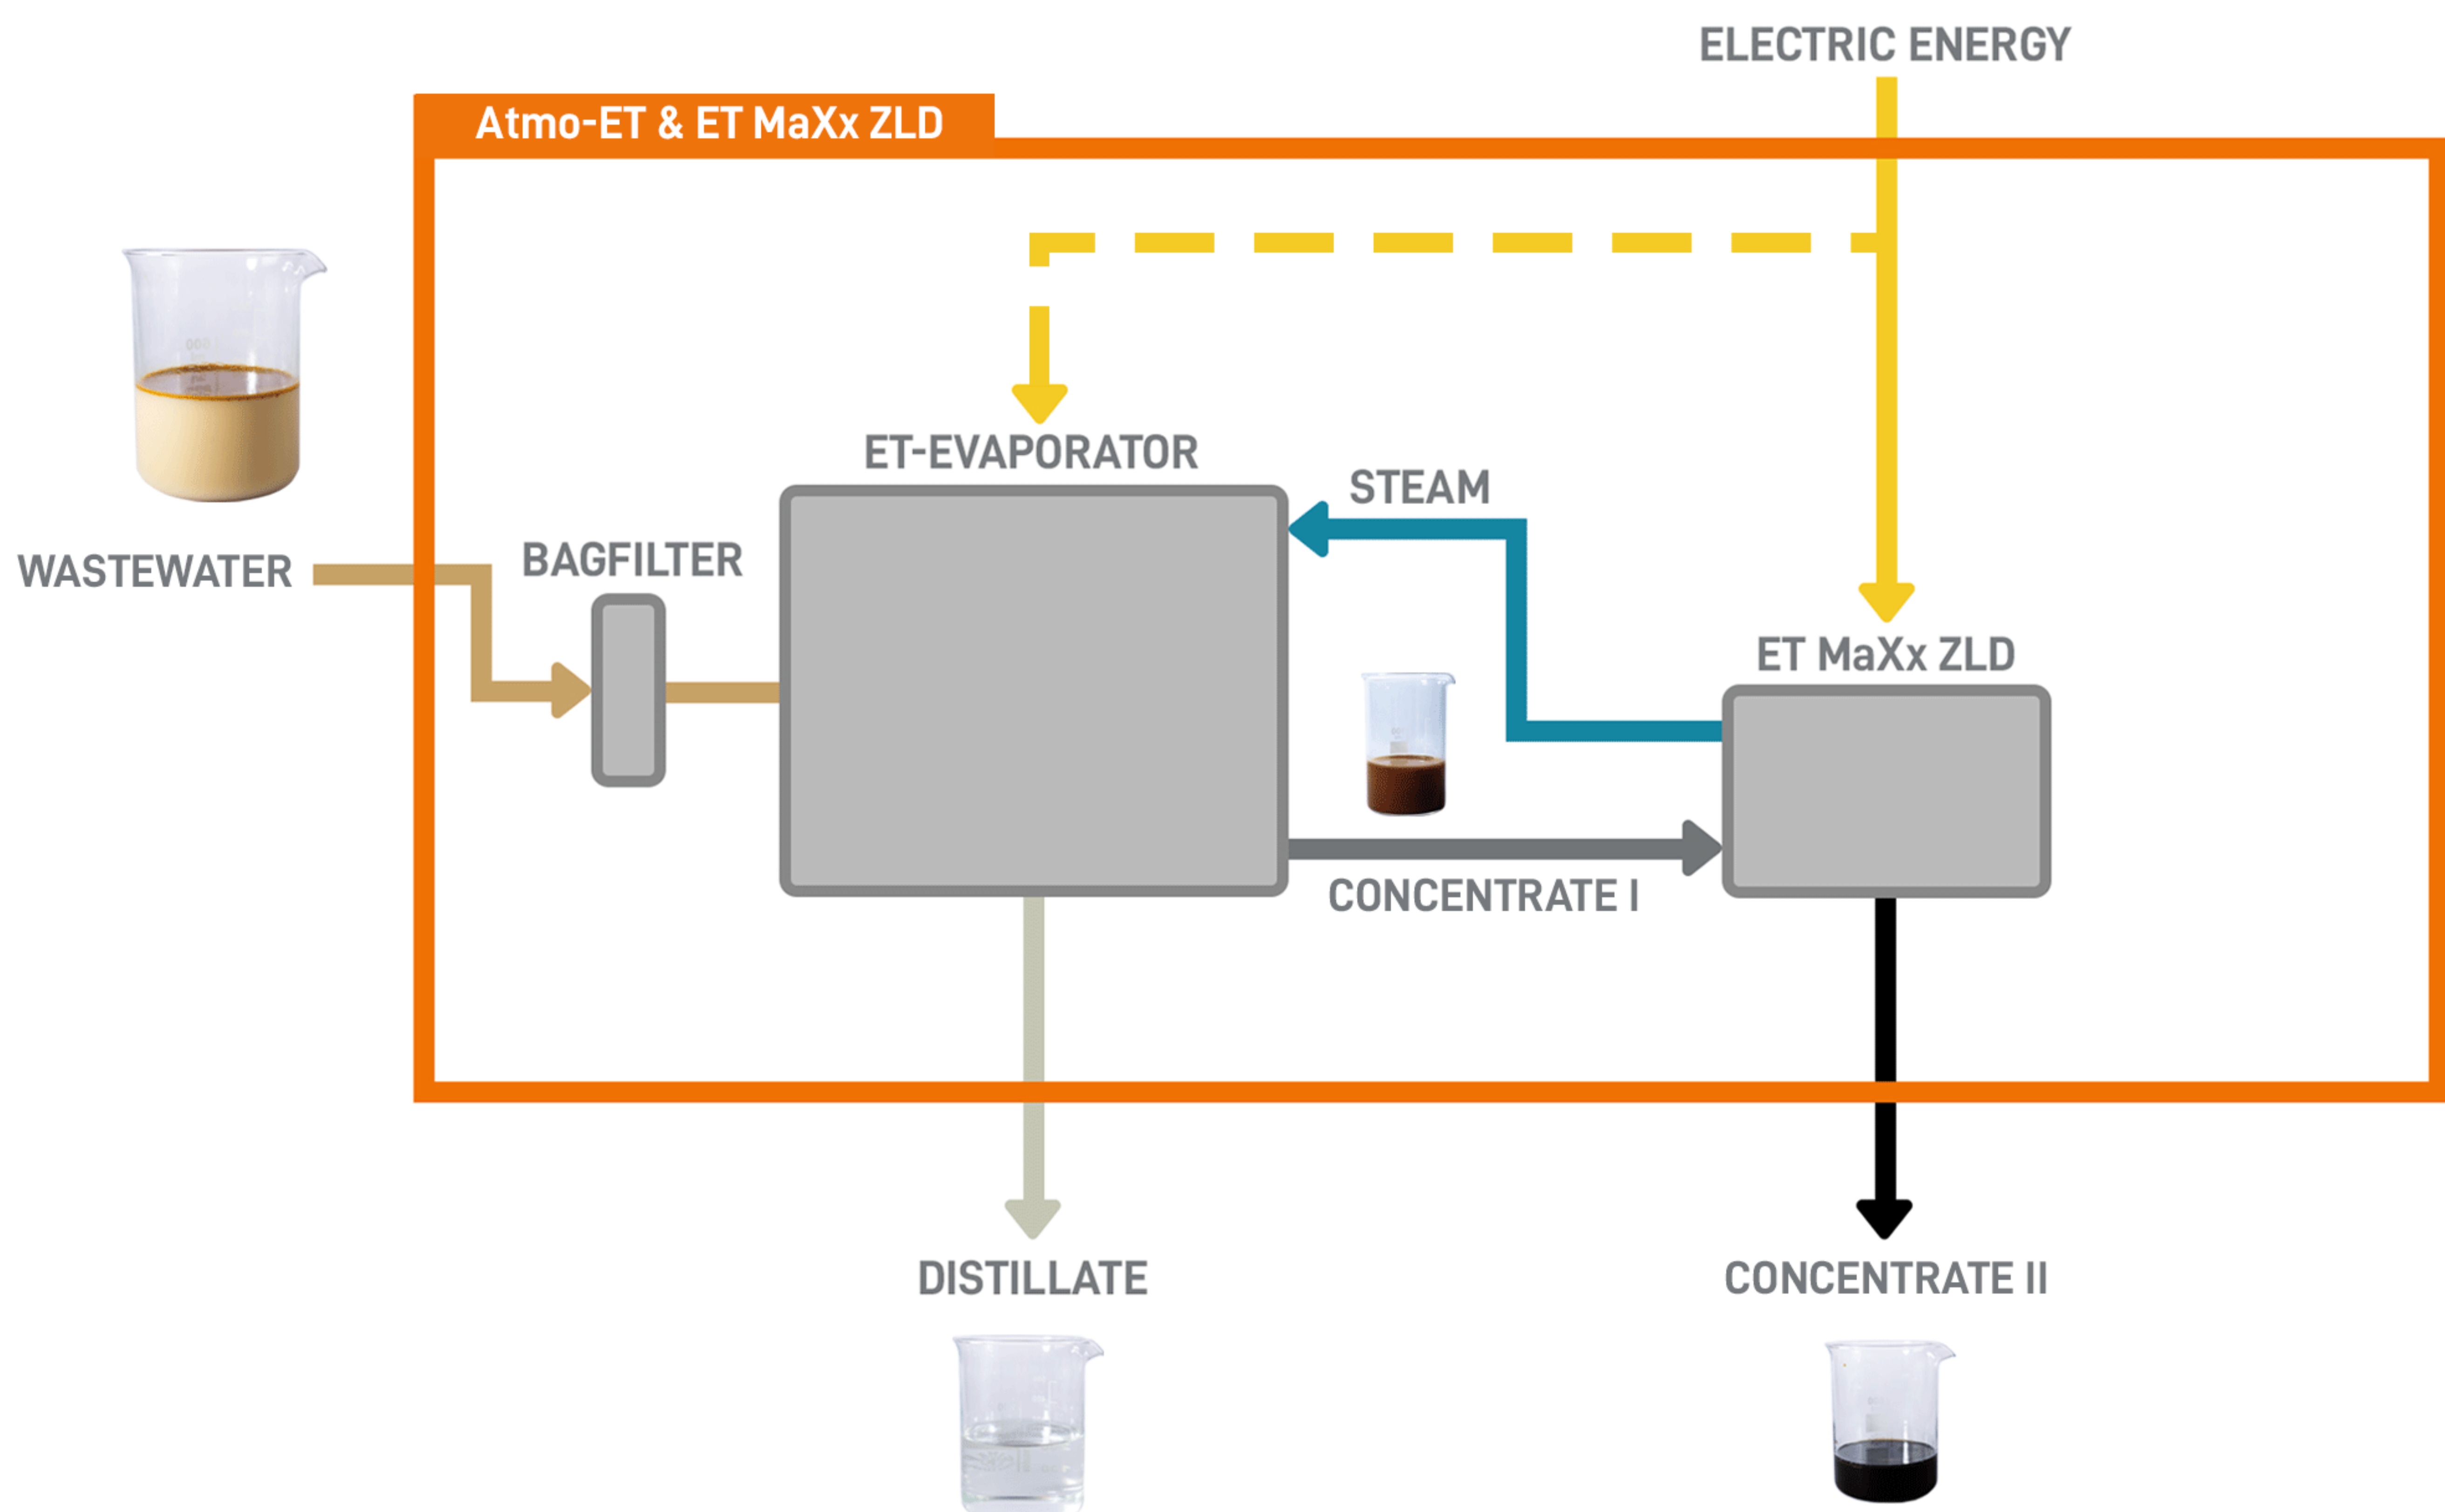 ELECTRIC ENERGY
Atmo-ET & ET MaXx ZLD
ET-EVAPORATOR
STEAM
WASTEWATER
BAGFILTER
ET MaXx ZLD
CONCENTRATE I
DISTILLATE
CONCENTRATE II